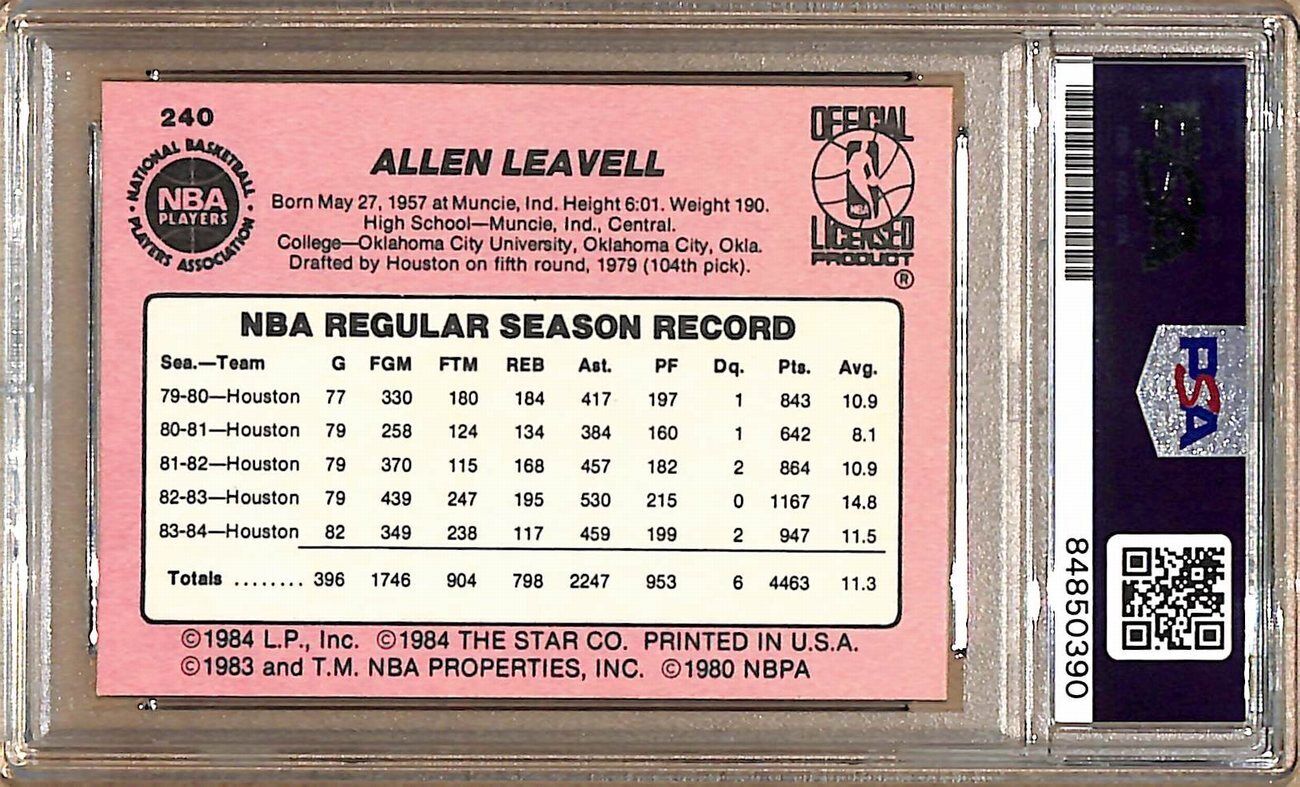 240
NATIONAL BASKETBALL
NBA
PLAYERS
PLAYERS ASSOCIATION
OFFICIAL
NBA
LICENSED
PRODUCT
®
ALLEN LEAVELL
Born May 27, 1957 at Muncie, Ind. Height 6:01. Weight 190.
High School—Muncie, Ind., Central.
College—Oklahoma City University, Oklahoma City, Okla.
Drafted by Houston on fifth round, 1979 (104th pick).
NBA REGULAR SEASON RECORD
Sea.—Team G FGM FTM REB Ast. PF Dq. Pts. Avg.
79-80—Houston 77 330 180 184 417 197 1 843 10.9
80-81—Houston 79 258 124 134 384 160 1 642 8.1
81-82—Houston 79 370 115 168 457 182 2 864 10.9
82-83—Houston 79 439 247 195 530 215 0 1167 14.8
83-84—Houston 82 349 238 117 459 199 2 947 11.5
Totals ........ 396 1746 904 798 2247 953 6 4463 11.3
©1984 L.P., Inc. ©1984 THE STAR CO. PRINTED IN U.S.A.
©1983 and T.M. NBA PROPERTIES, INC. ©1980 NBPA
PSA
PSA
84850390